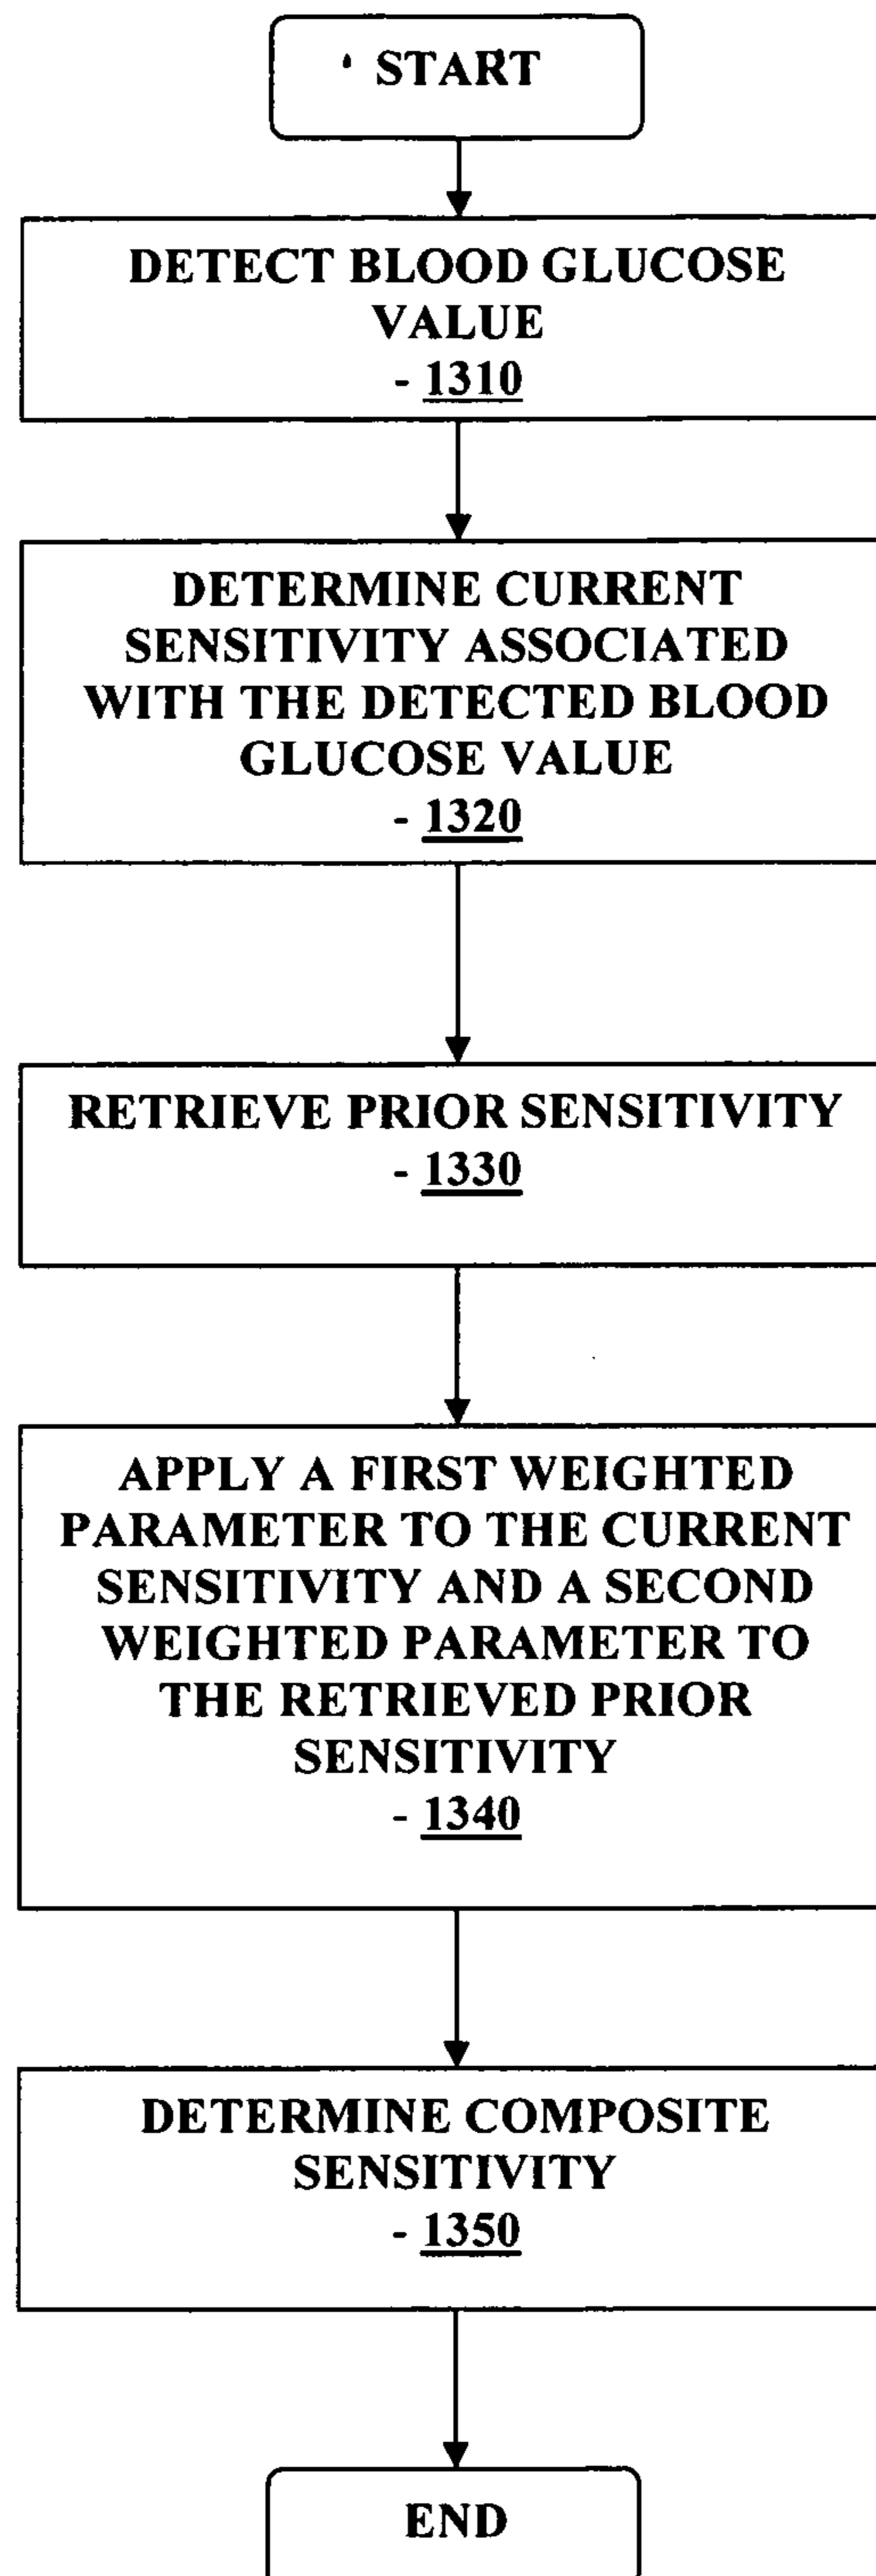 START
DETECT BLOOD GLUCOSE
VALUE
- 1310
DETERMINE CURRENT
SENSITIVITY ASSOCIATED
WITH THE DETECTED BLOOD
GLUCOSE VALUE
- 1320
RETRIEVE PRIOR SENSITIVITY
- 1330
APPLY A FIRST WEIGHTED
PARAMETER TO THE CURRENT
SENSITIVITY AND A SECOND
WEIGHTED PARAMETER TO
THE RETRIEVED PRIOR
SENSITIVITY
- 1340
DETERMINE COMPOSITE
SENSITIVITY
- 1350
END